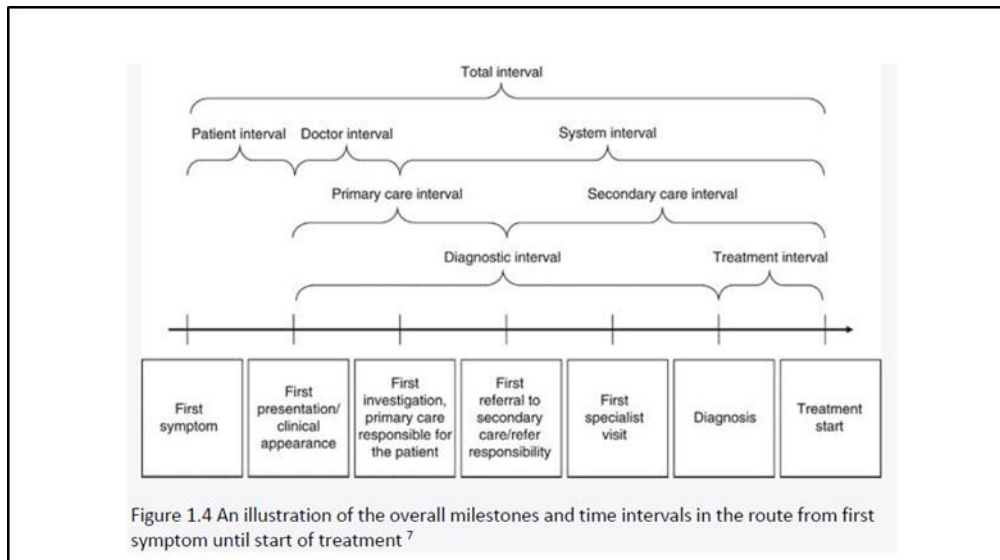 Total interval
Patient interval
Doctor interval
System interval
Primary care interval
Secondary care interval
Diagnostic interval
Treatment interval
First
symptom
First
presentation/
clinical
appearance
First
investigation,
primary care
responsible for
the patient
First
referral to
secondary
care/refer
responsibility
First
specialist
visit
Diagnosis
Treatment
start
Figure 1.4 An illustration of the overall milestones and time intervals in the route from first
symptom until start of treatment 7